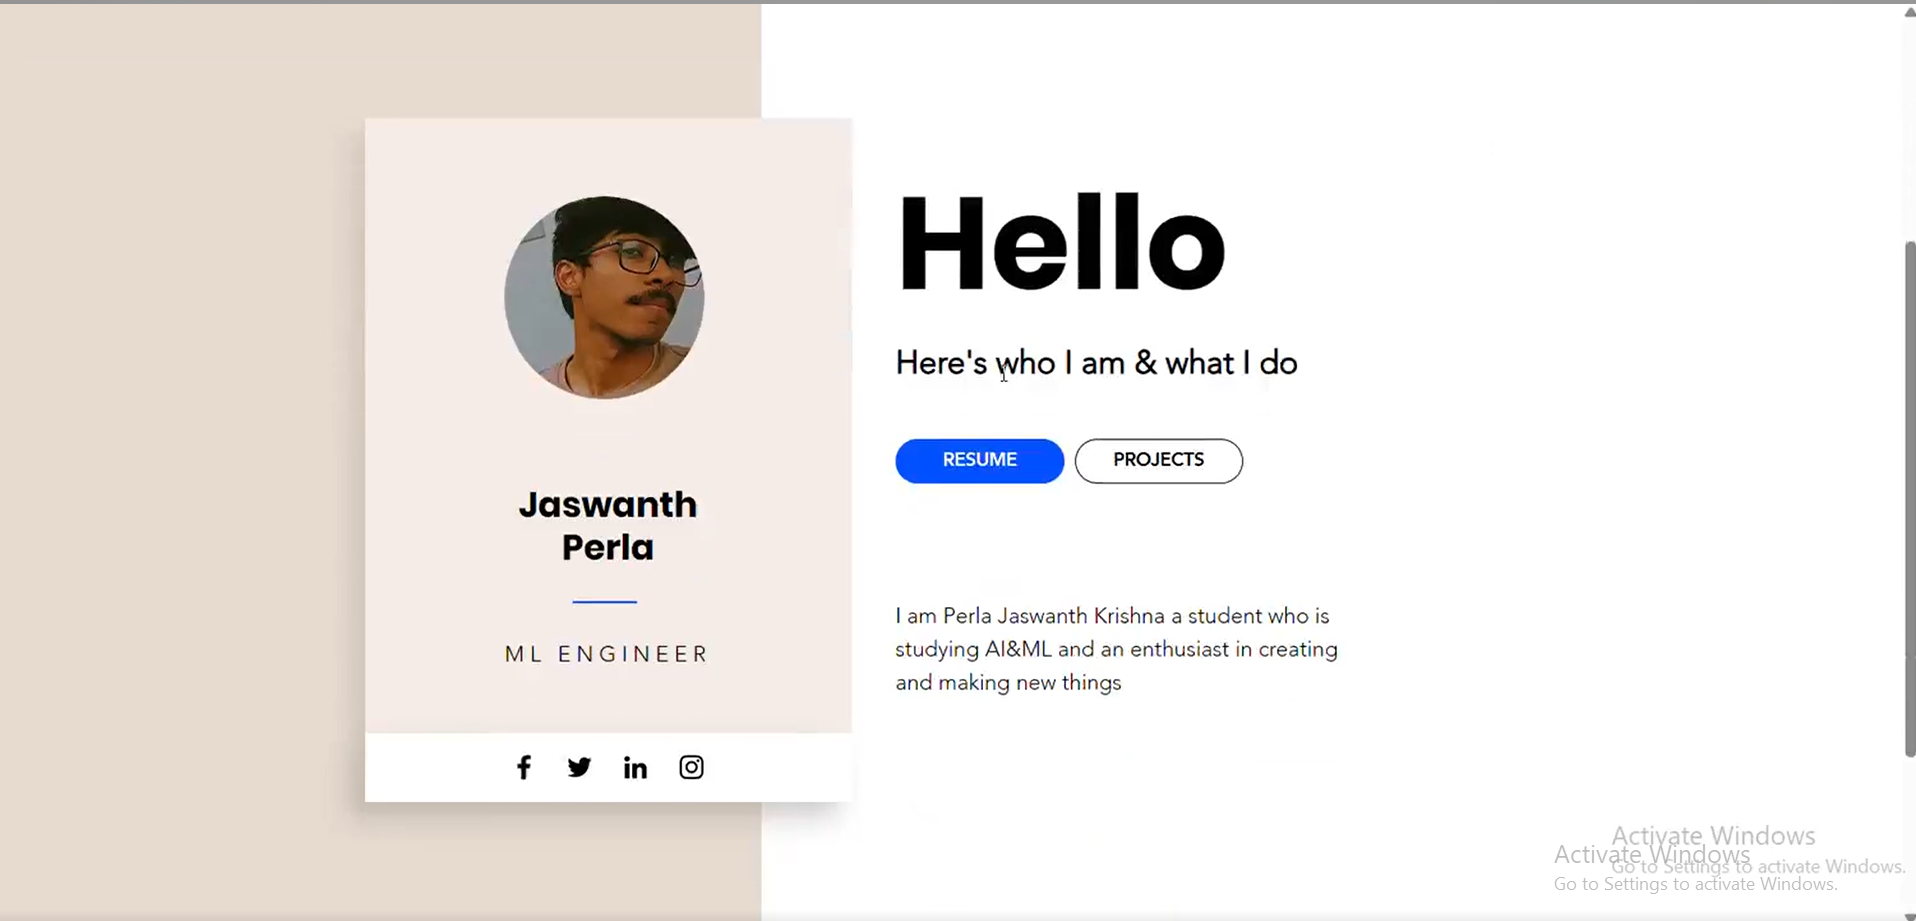 Hello
Here's who I am & what I do
RESUME
PROJECTS
Jaswanth
Perla
ML ENGINEER
I am Perla Jaswanth Krishna a student who is
studying AI&ML and an enthusiast in creating
and making new things
Activate Windows
Go to Settings to activate Windows.
Activate Windows
Go to Settings to activate Windows.